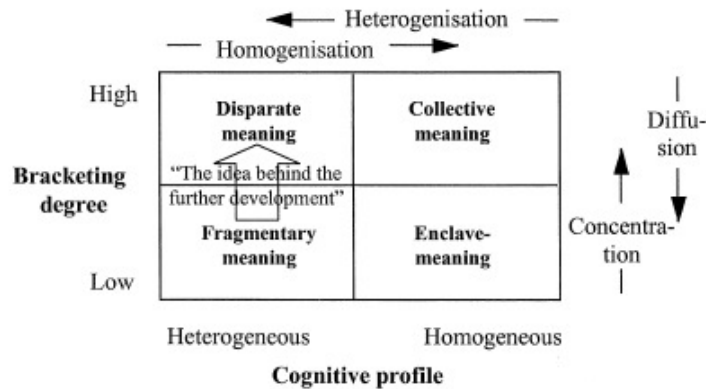 Heterogenisation
Homogenisation
High
Disparate
meaning
Collective
meaning
Diffu-
sion
Bracketing
degree
“The idea behind the
further development”
Fragmentary
meaning
Enclave-
meaning
Concentra-
tion
Low
Heterogeneous
Homogeneous
Cognitive profile